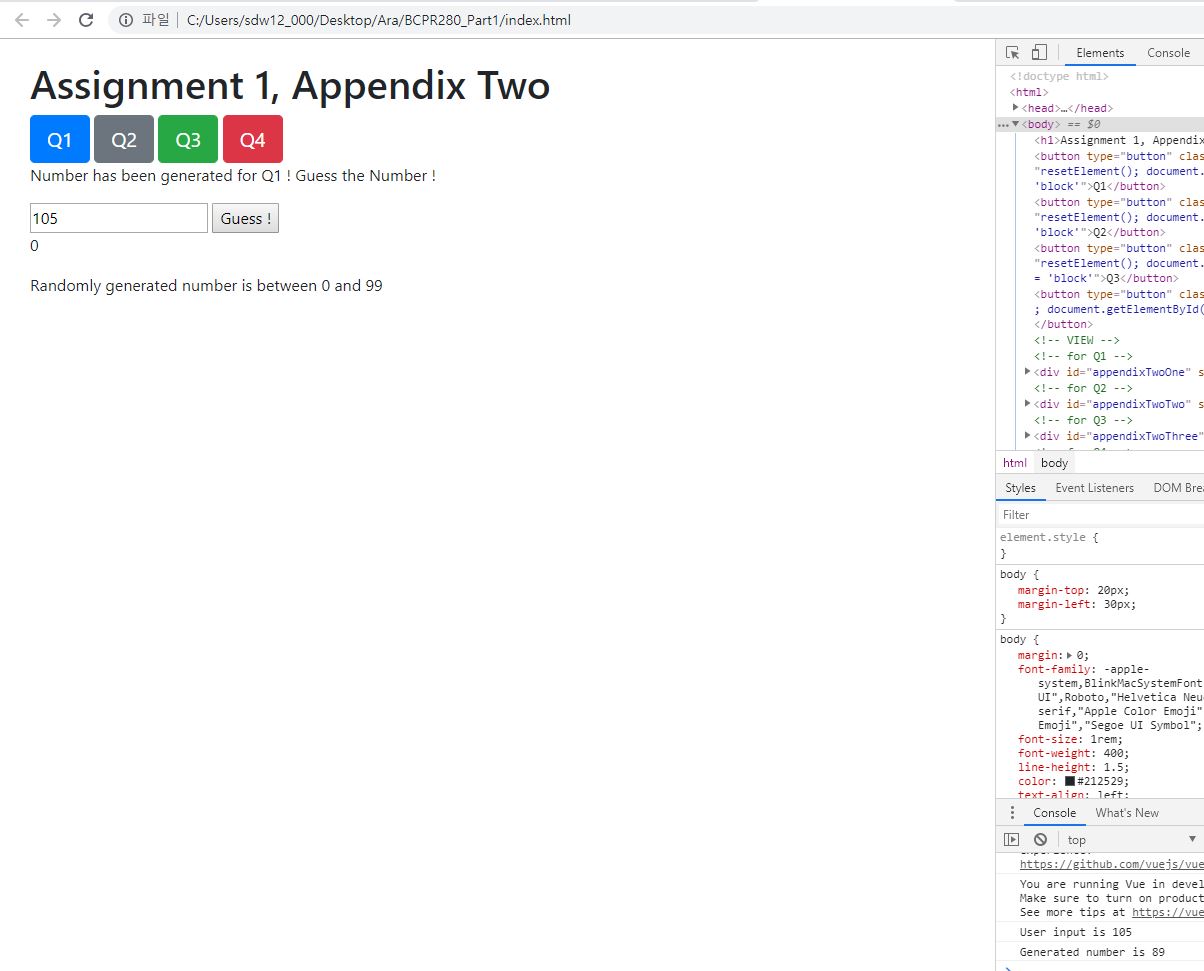 파일 C:/Users/sdw12_000/Desktop/Ara/BCPR280_Part1/index.html
Assignment 1, Appendix Two
Q1 Q2 Q3 Q4
Number has been generated for Q1 ! Guess the Number !
105 Guess !
0
Randomly generated number is between 0 and 99
Elements Console
<!doctype html>
<html>
<head>…</head>
<body> == $0
<h1>Assignment 1, Appendix
<button type="button" clas
"resetElement(); document.
'block'">Q1</button>
<button type="button" clas
"resetElement(); document.
'block'">Q2</button>
<button type="button" clas
"resetElement(); document.
= 'block'">Q3</button>
<button type="button" clas
; document.getElementById(
</button>
<!-- VIEW -->
<!-- for Q1 -->
<div id="appendixTwoOne" s
<!-- for Q2 -->
<div id="appendixTwoTwo" s
<!-- for Q3 -->
<div id="appendixTwoThree"
html body
Styles Event Listeners DOM Brea
Filter
element.style {
}
body {
margin-top: 20px;
margin-left: 30px;
}
body {
margin: 0;
font-family: -apple-
system,BlinkMacSystemFont
UI",Roboto,"Helvetica Neu
serif,"Apple Color Emoji"
Emoji","Segoe UI Symbol";
font-size: 1rem;
font-weight: 400;
line-height: 1.5;
color: #212529;
text-align: left;
Console What's New
top
https://github.com/vuejs/vue
You are running Vue in devel
Make sure to turn on product
See more tips at https://vue
User input is 105
Generated number is 89